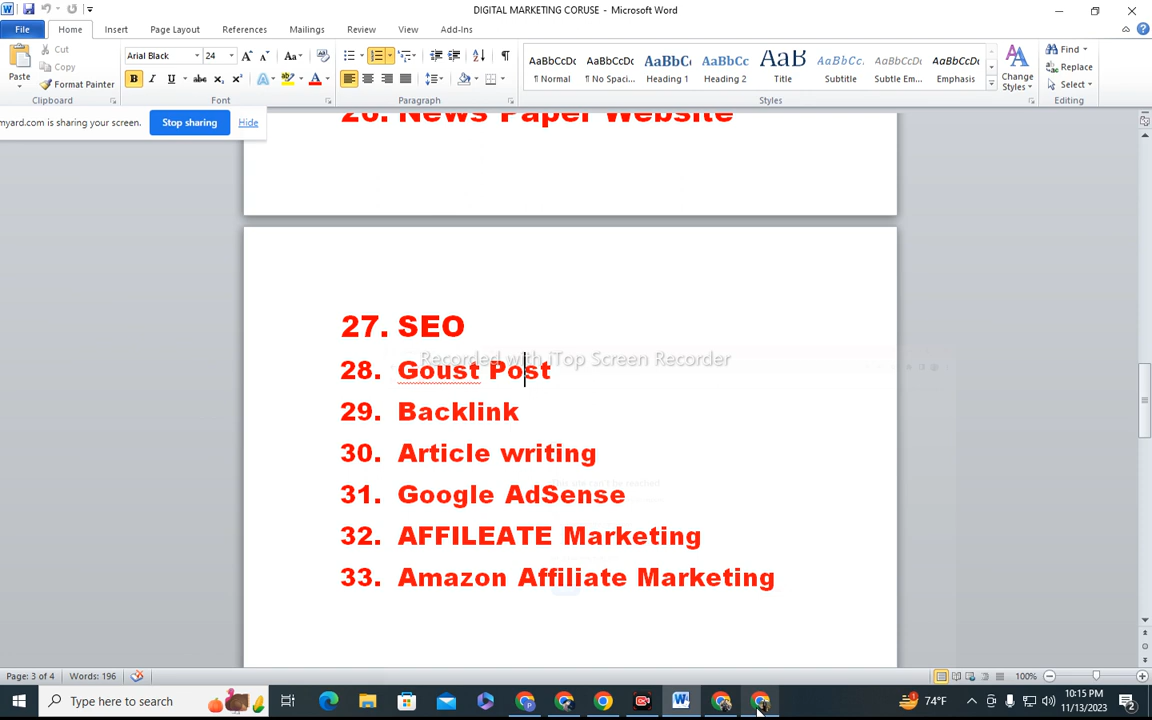 DIGITAL MARKETING CORUSE - Microsoft Word
File Home Insert Page Layout References Mailings Review View Add-Ins
Paste Cut Copy Format Painter
Arial Black 24
AaBbCcDc AaBbCcDc AaBbC AaBbCc AaB AaBbCc. AaBbCcDc AaBbCcDc
¶ Normal ¶ No Spaci... Heading 1 Heading 2 Title Subtitle Subtle Em... Emphasis
Change Styles
Find Replace Select
Clipboard Font Paragraph Styles Editing
myard.com is sharing your screen. Stop sharing Hide
26. News Paper Website
27. SEO
Recorded with iTop Screen Recorder
28. Goust Post
29. Backlink
30. Article writing
31. Google AdSense
32. AFFILEATE Marketing
33. Amazon Affiliate Marketing
Page: 3 of 4 Words: 196 100%
Type here to search 74°F 10:15 PM
11/13/2023